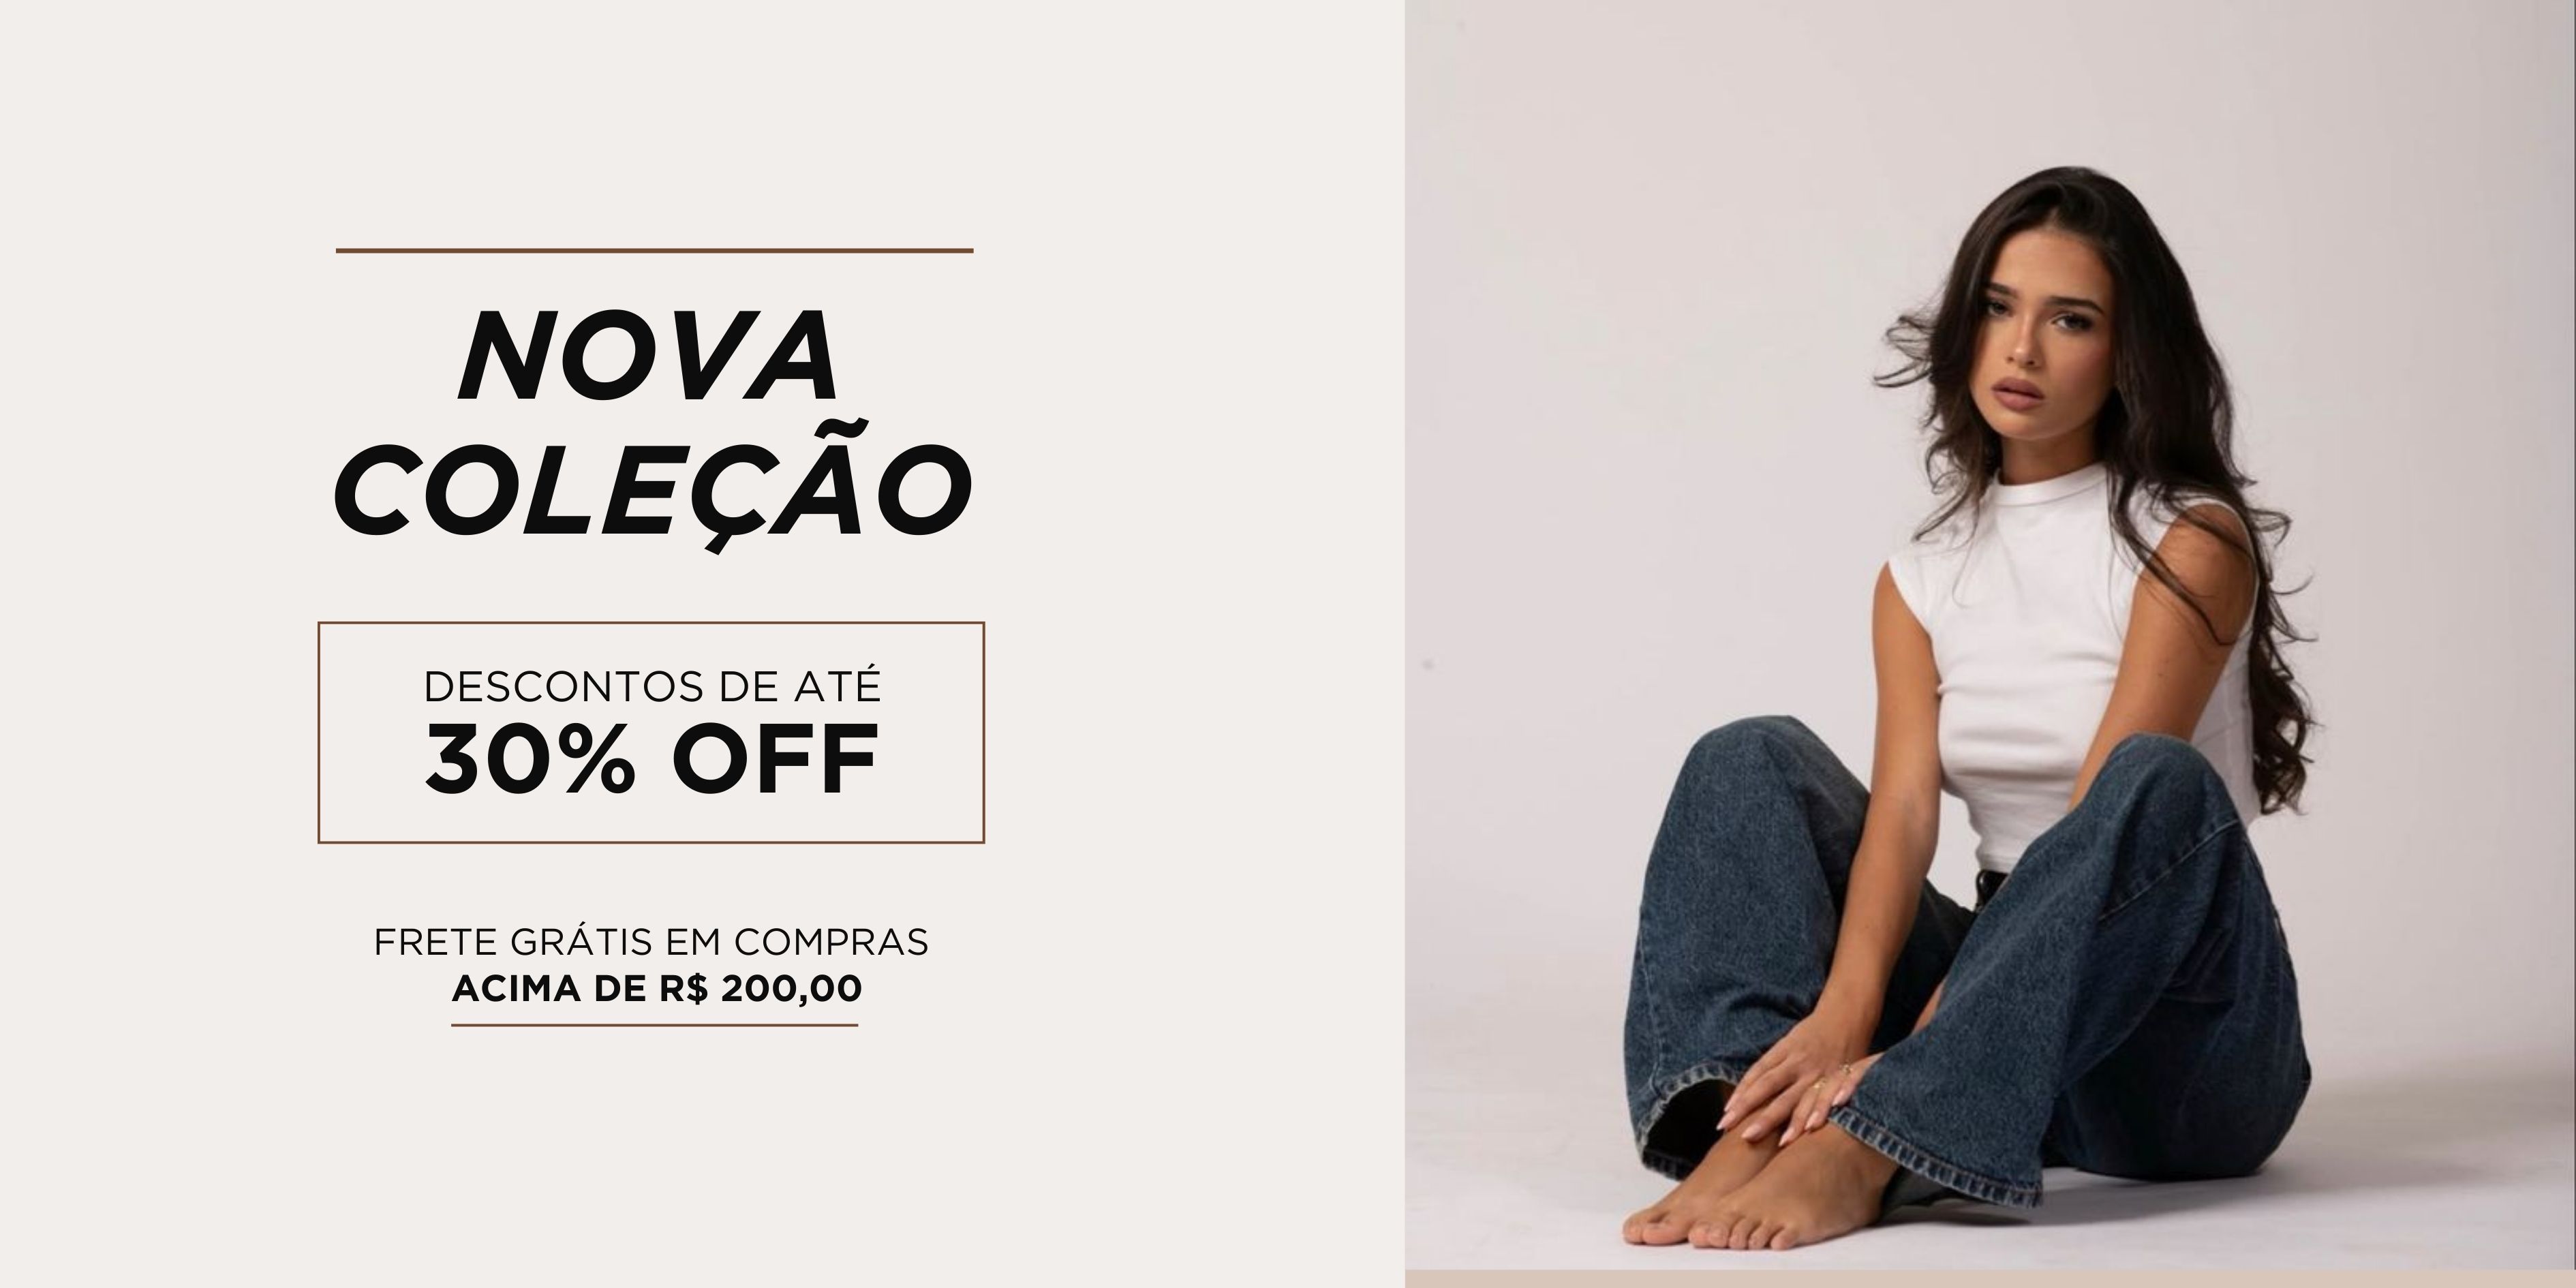 NOVA
COLEÇÃO
DESCONTOS DE ATÉ
30% OFF
FRETE GRÁTIS EM COMPRAS
ACIMA DE R$ 200,00